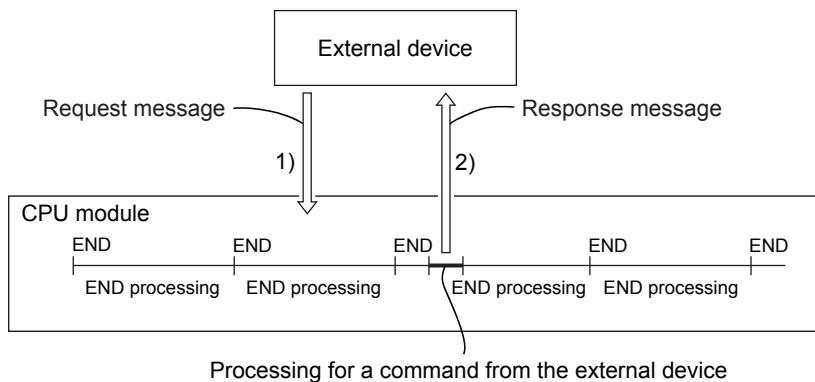 External device
Request message
Response message
1)
2)
CPU module
END
END
END
END
END
END processing
END processing
END processing
END processing
Processing for a command from the external device